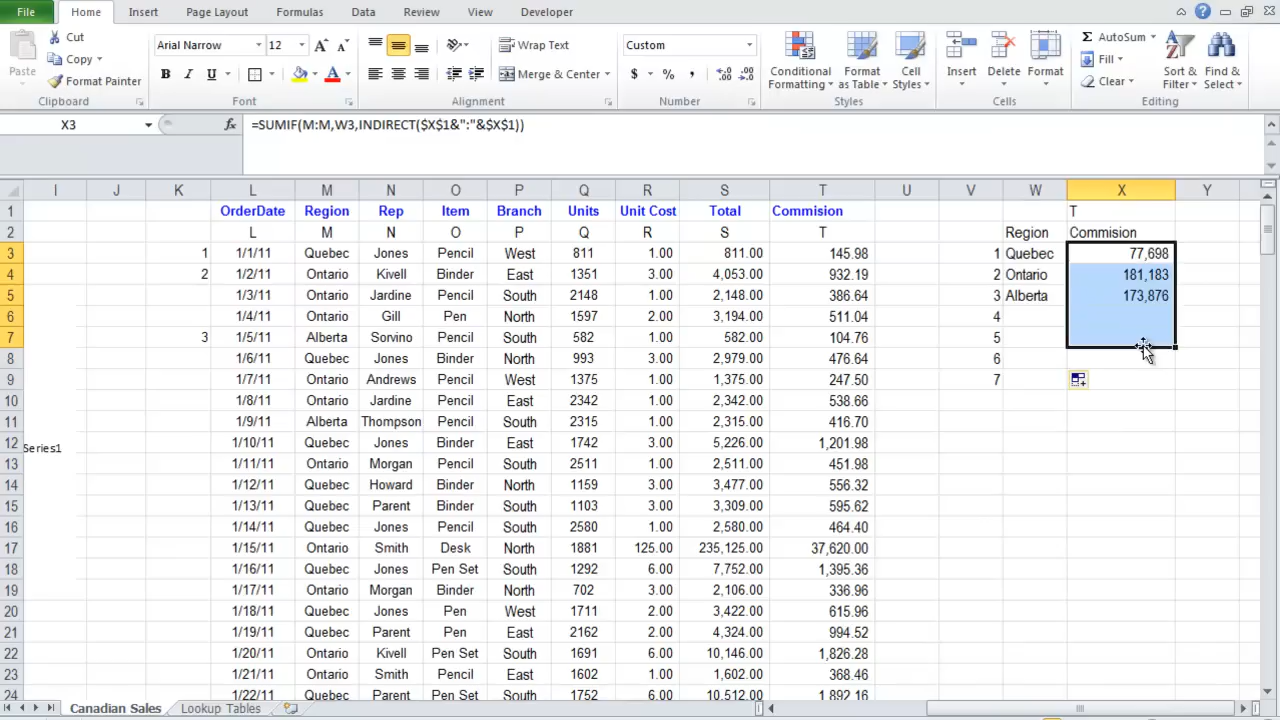 File Home Insert Page Layout Formulas Data Review View Developer
Paste Cut Copy Format Painter
Arial Narrow 12 A A B I U A
Wrap Text Merge & Center
Custom $ % , .0 .00 .00 .0
Conditional Formatting Format as Table Cell Styles
Insert Delete Format
Σ AutoSum Fill Clear Sort & Filter Find & Select
Clipboard Font Alignment Number Styles Cells Editing
X3 fx =SUMIF(M:M,W3,INDIRECT($X$1&":"&$X$1))
I J K L M N O P Q R S T U V W X Y
1 OrderDate Region Rep Item Branch Units Unit Cost Total Commision T
2 L M N O P Q R S T Region Commision
3 1 1/1/11 Quebec Jones Pencil West 811 1.00 811.00 145.98 1 Quebec 77,698
4 2 1/2/11 Ontario Kivell Binder East 1351 3.00 4,053.00 932.19 2 Ontario 181,183
5 1/3/11 Ontario Jardine Pencil South 2148 1.00 2,148.00 386.64 3 Alberta 173,876
6 1/4/11 Ontario Gill Pen North 1597 2.00 3,194.00 511.04 4
7 3 1/5/11 Alberta Sorvino Pencil South 582 1.00 582.00 104.76 5
8 1/6/11 Quebec Jones Binder North 993 3.00 2,979.00 476.64 6
9 1/7/11 Ontario Andrews Pencil West 1375 1.00 1,375.00 247.50 7
10 1/8/11 Ontario Jardine Pencil East 2342 1.00 2,342.00 538.66
11 1/9/11 Alberta Thompson Pencil South 2315 1.00 2,315.00 416.70
12 Series1 1/10/11 Quebec Jones Binder East 1742 3.00 5,226.00 1,201.98
13 1/11/11 Ontario Morgan Pencil South 2511 1.00 2,511.00 451.98
14 1/12/11 Quebec Howard Binder North 1159 3.00 3,477.00 556.32
15 1/13/11 Quebec Parent Binder South 1103 3.00 3,309.00 595.62
16 1/14/11 Quebec Jones Pencil South 2580 1.00 2,580.00 464.40
17 1/15/11 Ontario Smith Desk North 1881 125.00 235,125.00 37,620.00
18 1/16/11 Quebec Jones Pen Set South 1292 6.00 7,752.00 1,395.36
19 1/17/11 Ontario Morgan Binder North 702 3.00 2,106.00 336.96
20 1/18/11 Quebec Jones Pen West 1711 2.00 3,422.00 615.96
21 1/19/11 Quebec Parent Pen East 2162 2.00 4,324.00 994.52
22 1/20/11 Ontario Kivell Pen Set South 1691 6.00 10,146.00 1,826.28
23 1/21/11 Ontario Smith Pencil East 1602 1.00 1,602.00 368.46
24 1/22/11 Quebec Parent Pen Set South 1752 6.00 10,512.00 1,892.16
Canadian Sales Lookup Tables